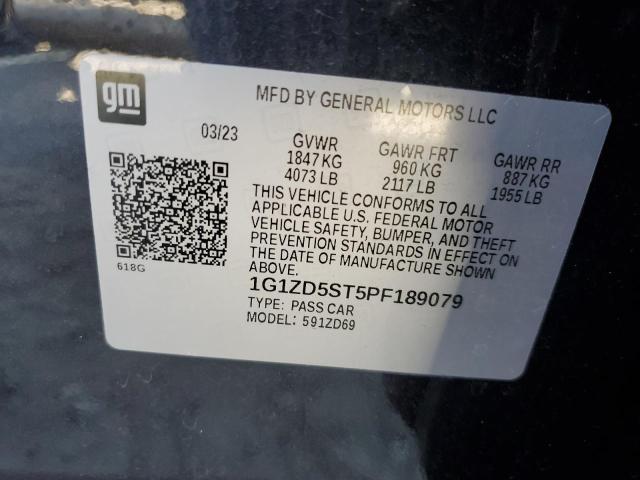 gm
MFD BY GENERAL MOTORS LLC
03/23 GVWR GAWR FRT GAWR RR
1847 KG 960 KG 887 KG
4073 LB 2117 LB 1955 LB
THIS VEHICLE CONFORMS TO ALL
APPLICABLE U.S. FEDERAL MOTOR
VEHICLE SAFETY, BUMPER, AND THEFT
PREVENTION STANDARDS IN EFFECT ON
THE DATE OF MANUFACTURE SHOWN
ABOVE.
618G
1G1ZD5ST5PF189079
TYPE: PASS CAR
MODEL: 591ZD69